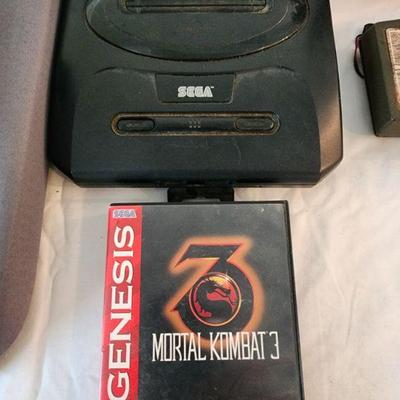 SEGA
SEGA
GENESIS
3
MORTAL KOMBAT 3